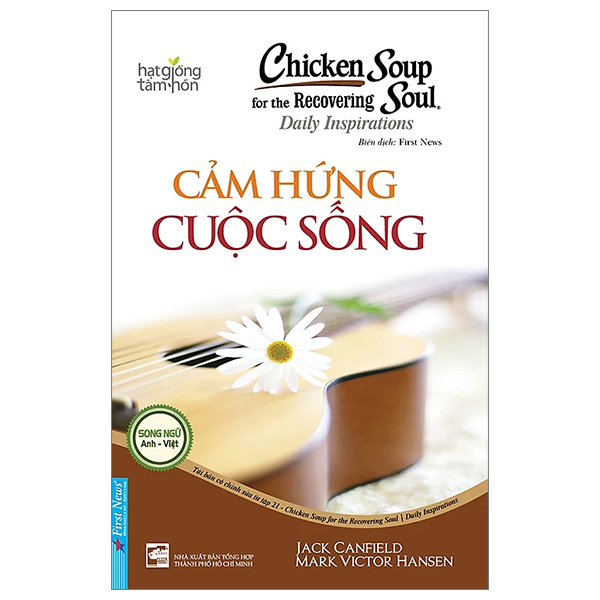 hạt giống
tâm hồn
Chicken Soup
for the Recovering Soul®
Daily Inspirations
Biên dịch: First News
CẢM HỨNG
CUỘC SỐNG
SONG NGỮ
Anh - Việt
Tái bản có chỉnh sửa từ tập 21 - Chicken Soup for the Recovering Soul | Daily Inspirations
First News
JACK CANFIELD
MARK VICTOR HANSEN
NHÀ XUẤT BẢN TỔNG HỢP
THÀNH PHỐ HỒ CHÍ MINH